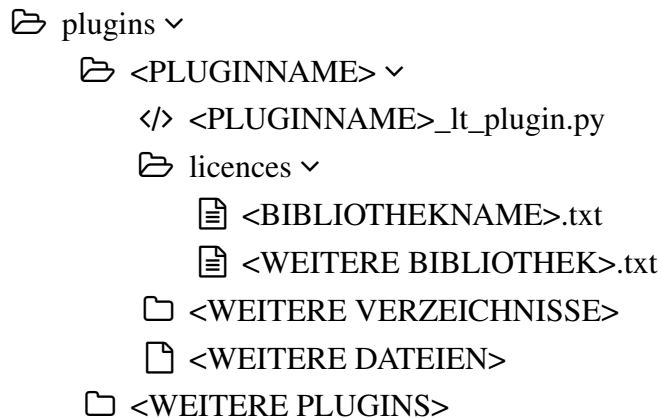 plugins
<PLUGINNAME>
<PLUGINNAME>_lt_plugin.py
licences
<BIBLIOTHEKNAME>.txt
<WEITERE BIBLIOTHEK>.txt
<WEITERE VERZEICHNISSE>
<WEITERE DATEIEN>
<WEITERE PLUGINS>